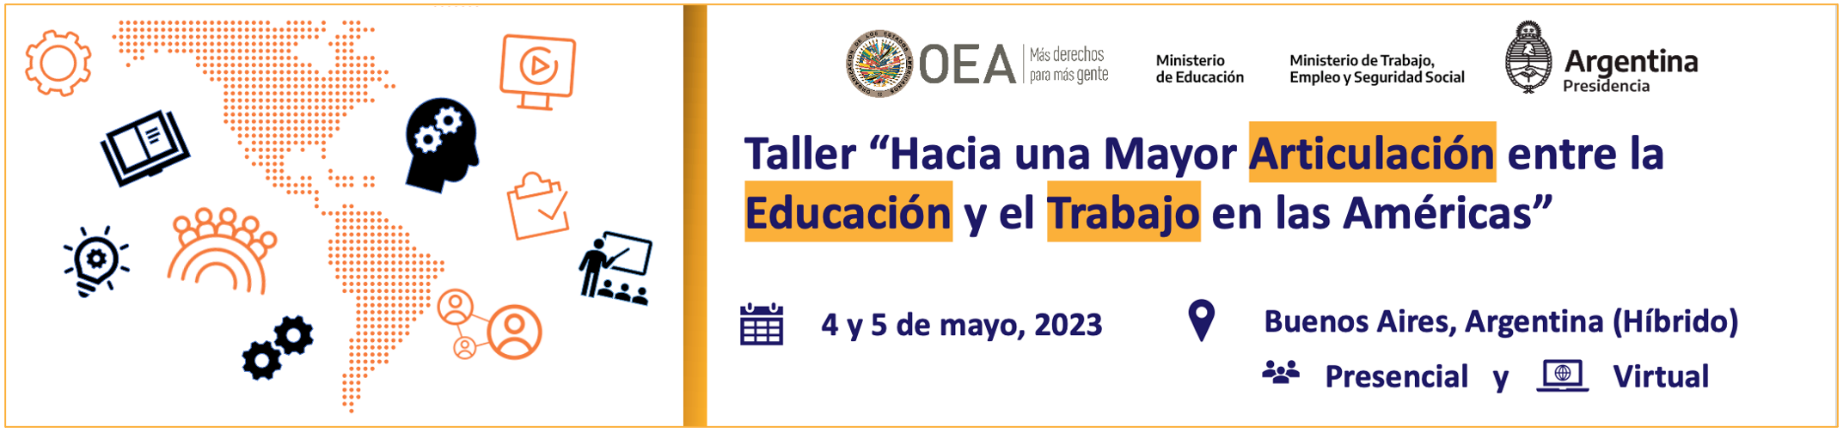 OEA
Más derechos
para más gente
Ministerio
de Educación
Ministerio de Trabajo,
Empleo y Seguridad Social
Argentina
Presidencia
Taller “Hacia una Mayor Articulación entre la
Educación y el Trabajo en las Américas”
4 y 5 de mayo, 2023
Buenos Aires, Argentina (Híbrido)
Presencial y Virtual